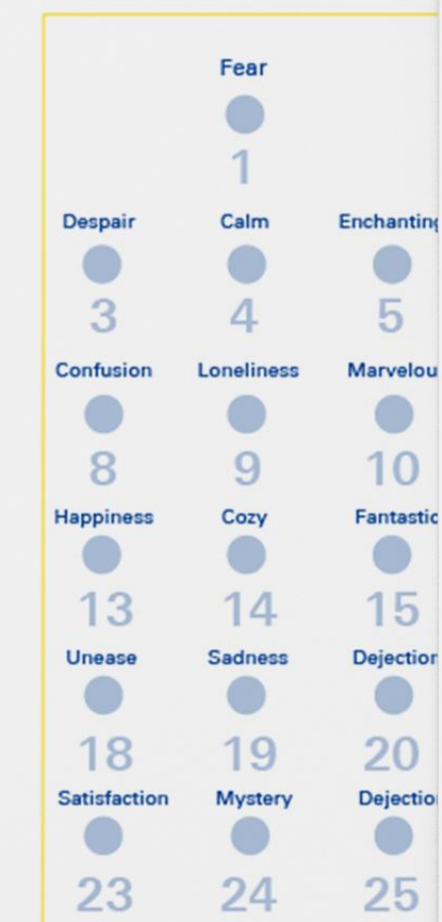 Fear
1
Despair Calm Enchanting
3 4 5
Confusion Loneliness Marvelou
8 9 10
Happiness Cozy Fantastic
13 14 15
Unease Sadness Dejection
18 19 20
Satisfaction Mystery Dejectio
23 24 25